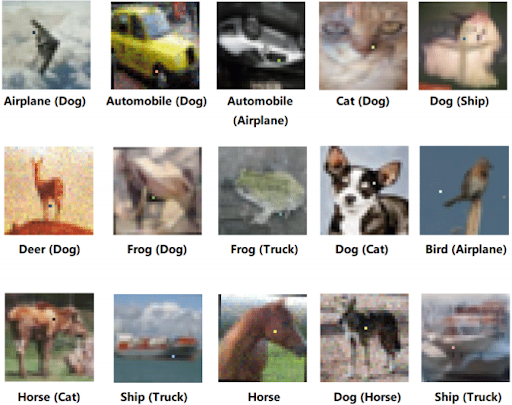 Airplane (Dog)
Automobile (Dog)
Automobile
(Airplane)
Cat (Dog)
Dog (Ship)
Deer (Dog)
Frog (Dog)
Frog (Truck)
Dog (Cat)
Bird (Airplane)
Horse (Cat)
Ship (Truck)
Horse
Dog (Horse)
Ship (Truck)